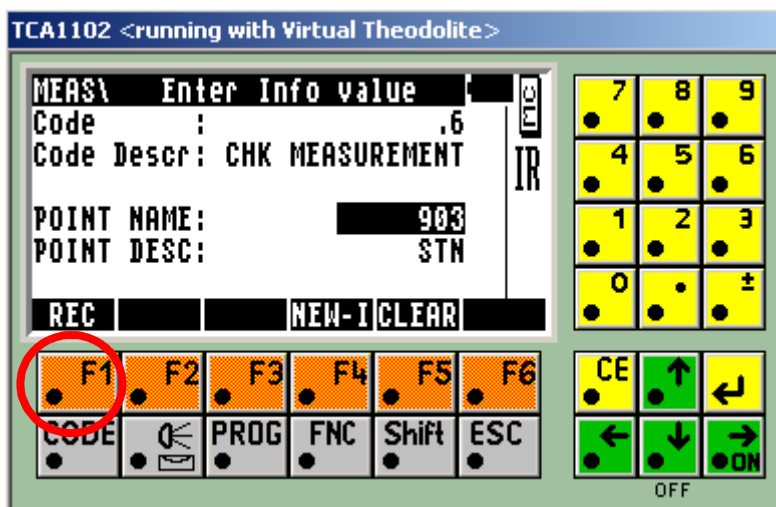 TCA1102 <running with Virtual Theodolite>
MEAS\ Enter Info value
MC
Code : .6
Code Descr: CHK MEASUREMENT
IR
POINT NAME: 903
POINT DESC: STN
REC NEW-I CLEAR
7 8 9
4 5 6
1 2 3
0 . ±
F1 F2 F3 F4 F5 F6
CE
CODE PROG FNC Shift ESC
ON
OFF